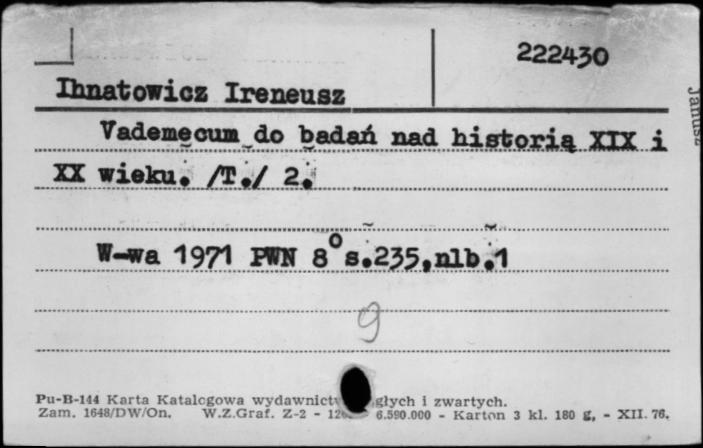 222430
Ihnatowicz Ireneusz
Vademecum do badań nad historią XIX i
XX wieku. /T./ 2.
W-wa 1971 PWN 8° s.235,nlb.1
9
Pu-B-144 Karta Katalogowa wydawnictw głych i zwartych.
Zam. 1648/DW/On. W.Z.Graf. Z-2 - 6.590.000 - Karton 3 kl. 180 g, - XII. 76.
Janusz